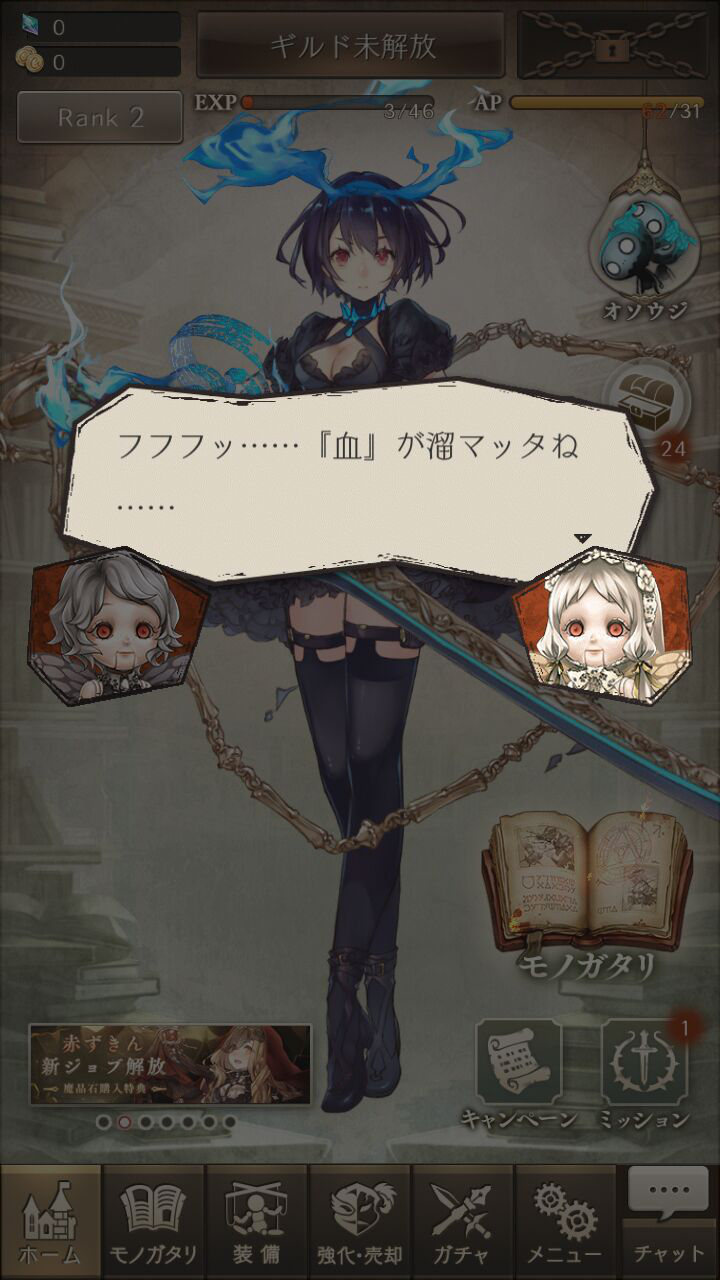 0
ギルド未解放
0
Rank 2
EXP
3/46
AP
62/31
オソウジ
24
フフフッ……『血』が溜マッタね
……
モノガタリ
赤ずきん
新ジョブ解放
魔晶石購入特典
1
キャンペーン
ミッション
ホーム
モノガタリ
装備
強化・売却
ガチャ
メニュー
チャット